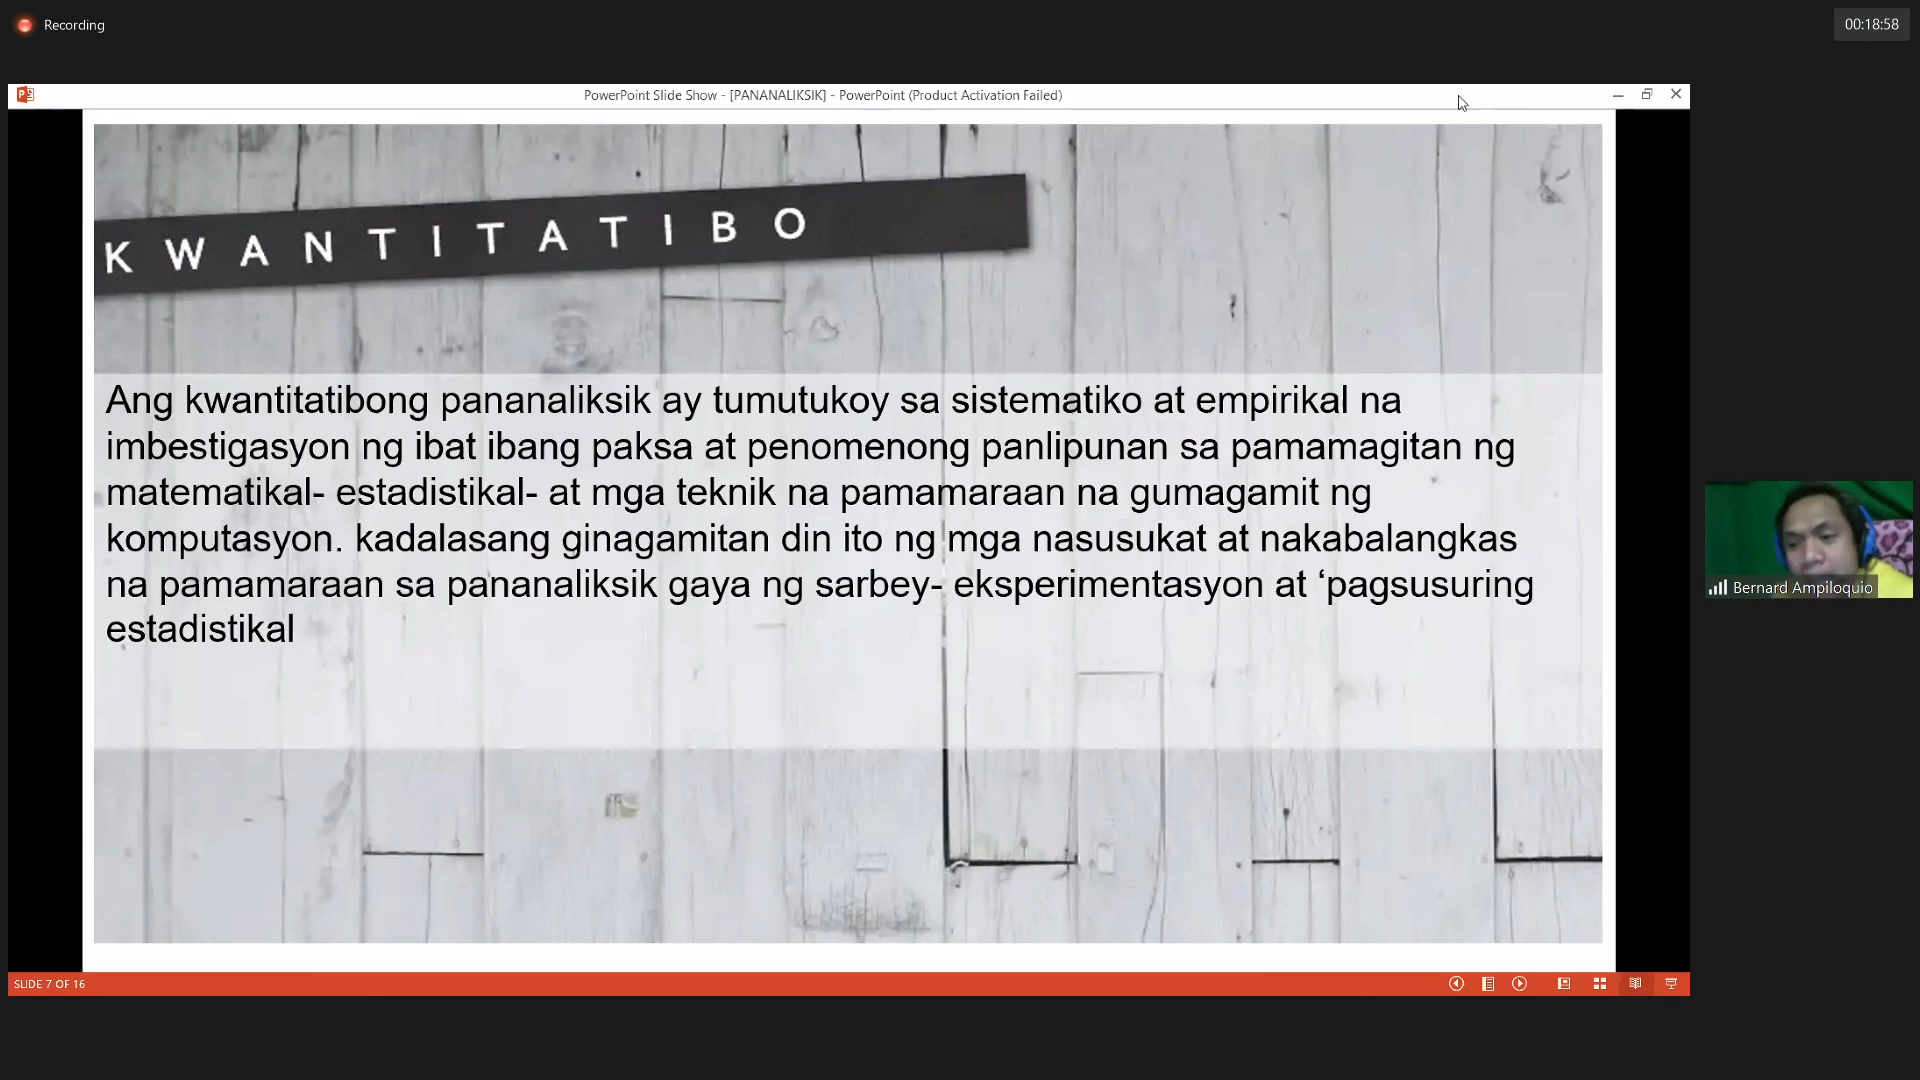 Recording
00:18:58
PowerPoint Slide Show - [PANANALIKSIK] - PowerPoint (Product Activation Failed)
KWANTITATIBO
Ang kwantitatibong pananaliksik ay tumutukoy sa sistematiko at empirikal na
imbestigasyon ng ibat ibang paksa at penomenong panlipunan sa pamamagitan ng
matematikal- estadistikal- at mga teknik na pamamaraan na gumagamit ng
komputasyon. kadalasang ginagamitan din ito ng mga nasusukat at nakabalangkas
na pamamaraan sa pananaliksik gaya ng sarbey- eksperimentasyon at ‘pagsusuring
estadistikal
Bernard Ampiloquio
SLIDE 7 OF 16